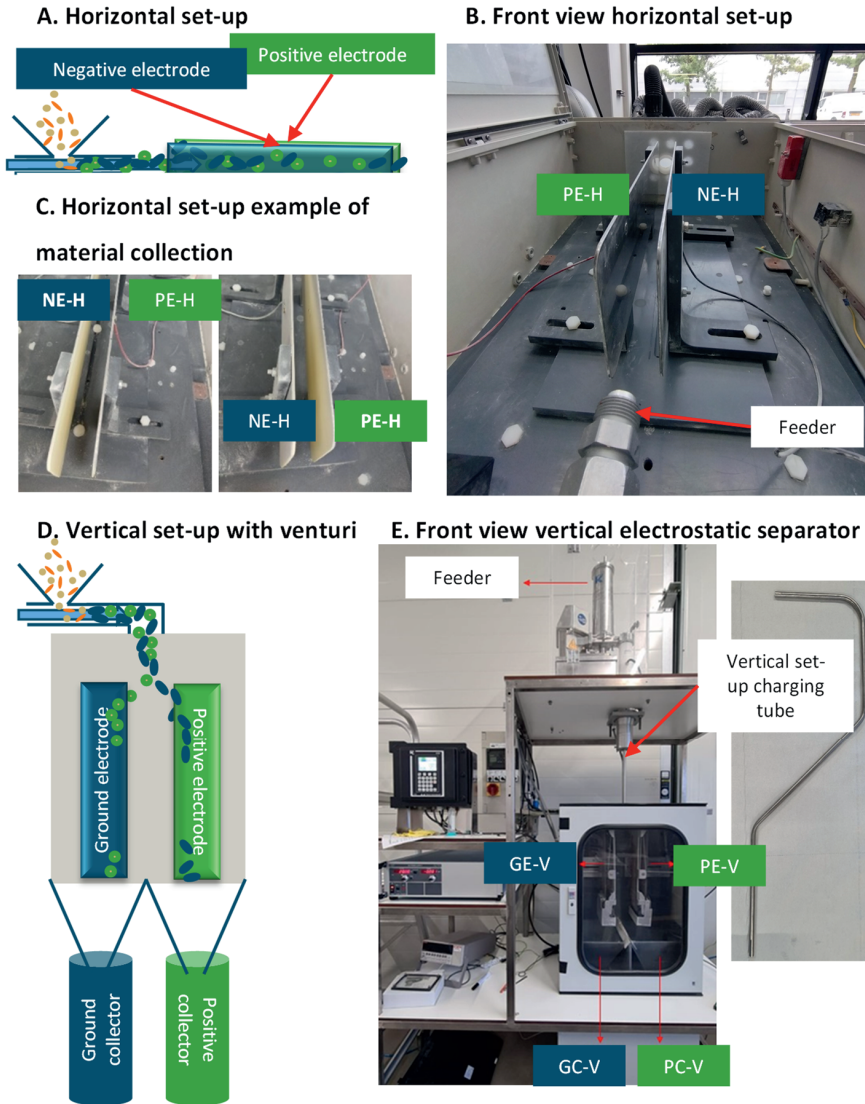 A. Horizontal set-up
Negative electrode
Positive electrode
B. Front view horizontal set-up
PE-H
NE-H
Feeder
C. Horizontal set-up example of
material collection
NE-H
PE-H
NE-H
PE-H
D. Vertical set-up with venturi
Ground electrode
Positive electrode
Ground
collector
Positive
collector
E. Front view vertical electrostatic separator
Feeder
Vertical set-
up charging
tube
GE-V
PE-V
GC-V
PC-V